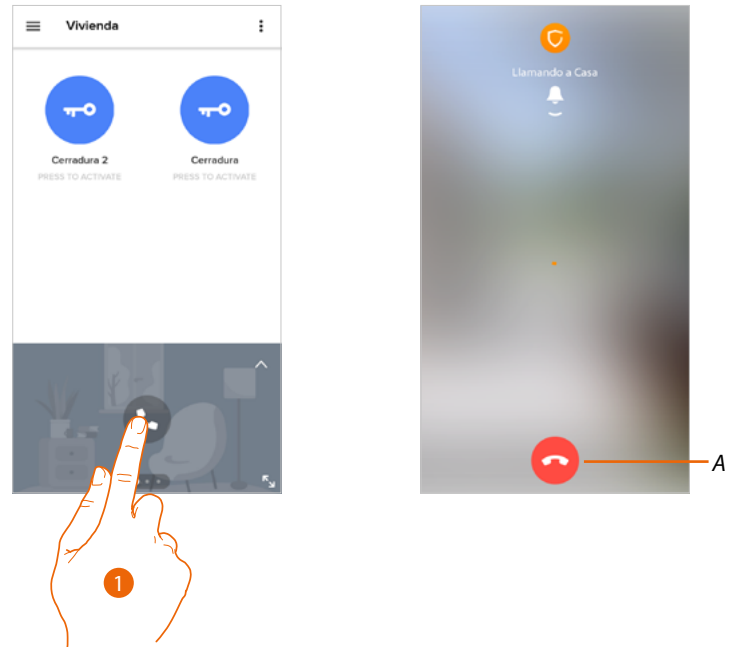 Vivienda
Cerradura 2
PRESS TO ACTIVATE
Cerradura
PRESS TO ACTIVATE
1
Llamando a Casa
A